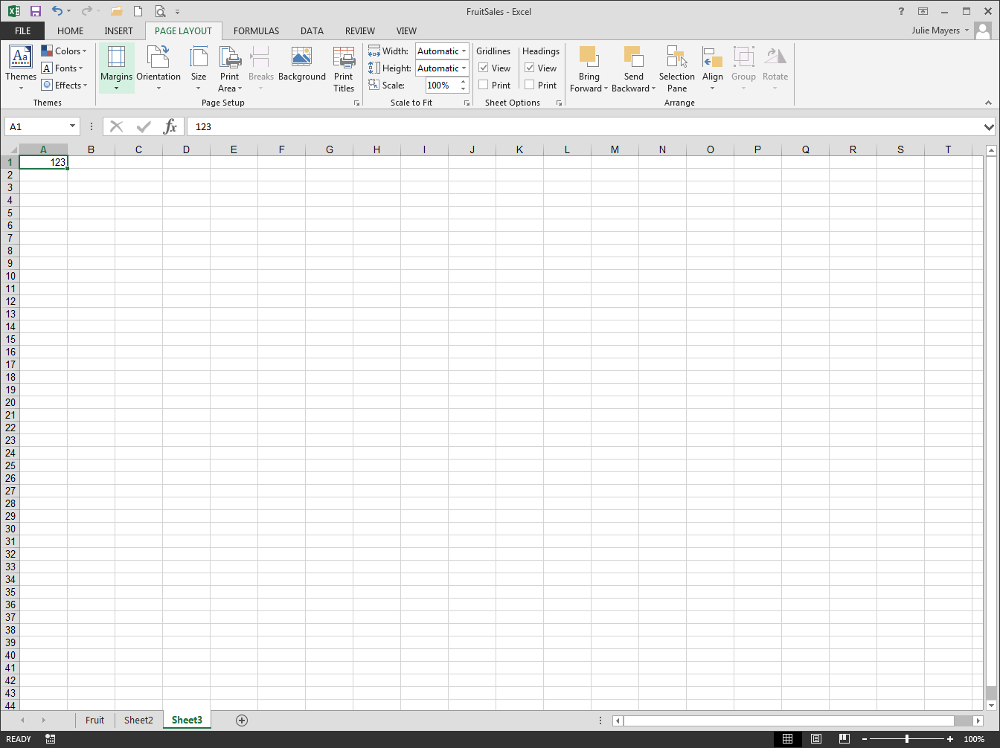 FruitSales - Excel
?
FILE HOME INSERT PAGE LAYOUT FORMULAS DATA REVIEW VIEW Julie Mayers
Aa Themes
Colors
A Fonts
Effects
Themes
Margins Orientation Size Print Area Breaks Background Print Titles
Page Setup
Width: Automatic
Height: Automatic
Scale: 100%
Scale to Fit
Gridlines Headings
View View
Print Print
Sheet Options
Bring Forward Send Backward Selection Pane Align Group Rotate
Arrange
A1 fx 123
A B C D E F G H I J K L M N O P Q R S T
1 123
2
3
4
5
6
7
8
9
10
11
12
13
14
15
16
17
18
19
20
21
22
23
24
25
26
27
28
29
30
31
32
33
34
35
36
37
38
39
40
41
42
43
44
Fruit Sheet2 Sheet3
READY 100%